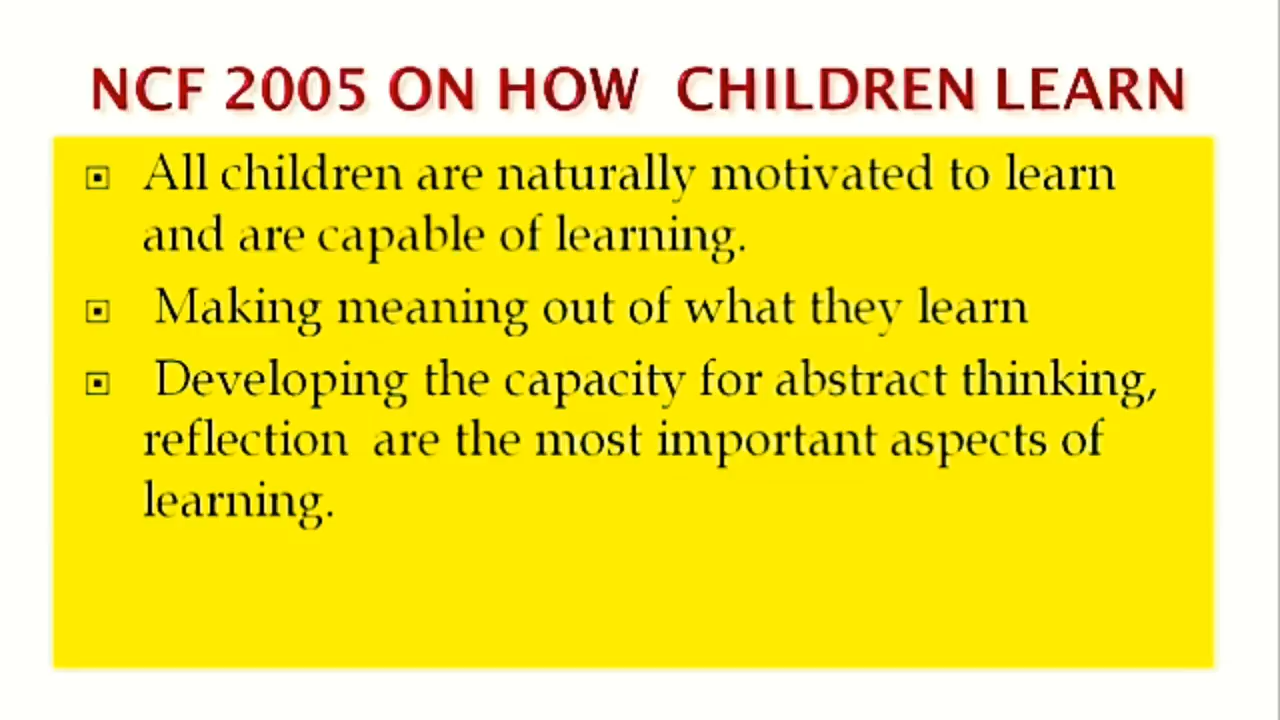 NCF 2005 ON HOW CHILDREN LEARN
All children are naturally motivated to learn
and are capable of learning.
Making meaning out of what they learn
Developing the capacity for abstract thinking,
reflection are the most important aspects of
learning.